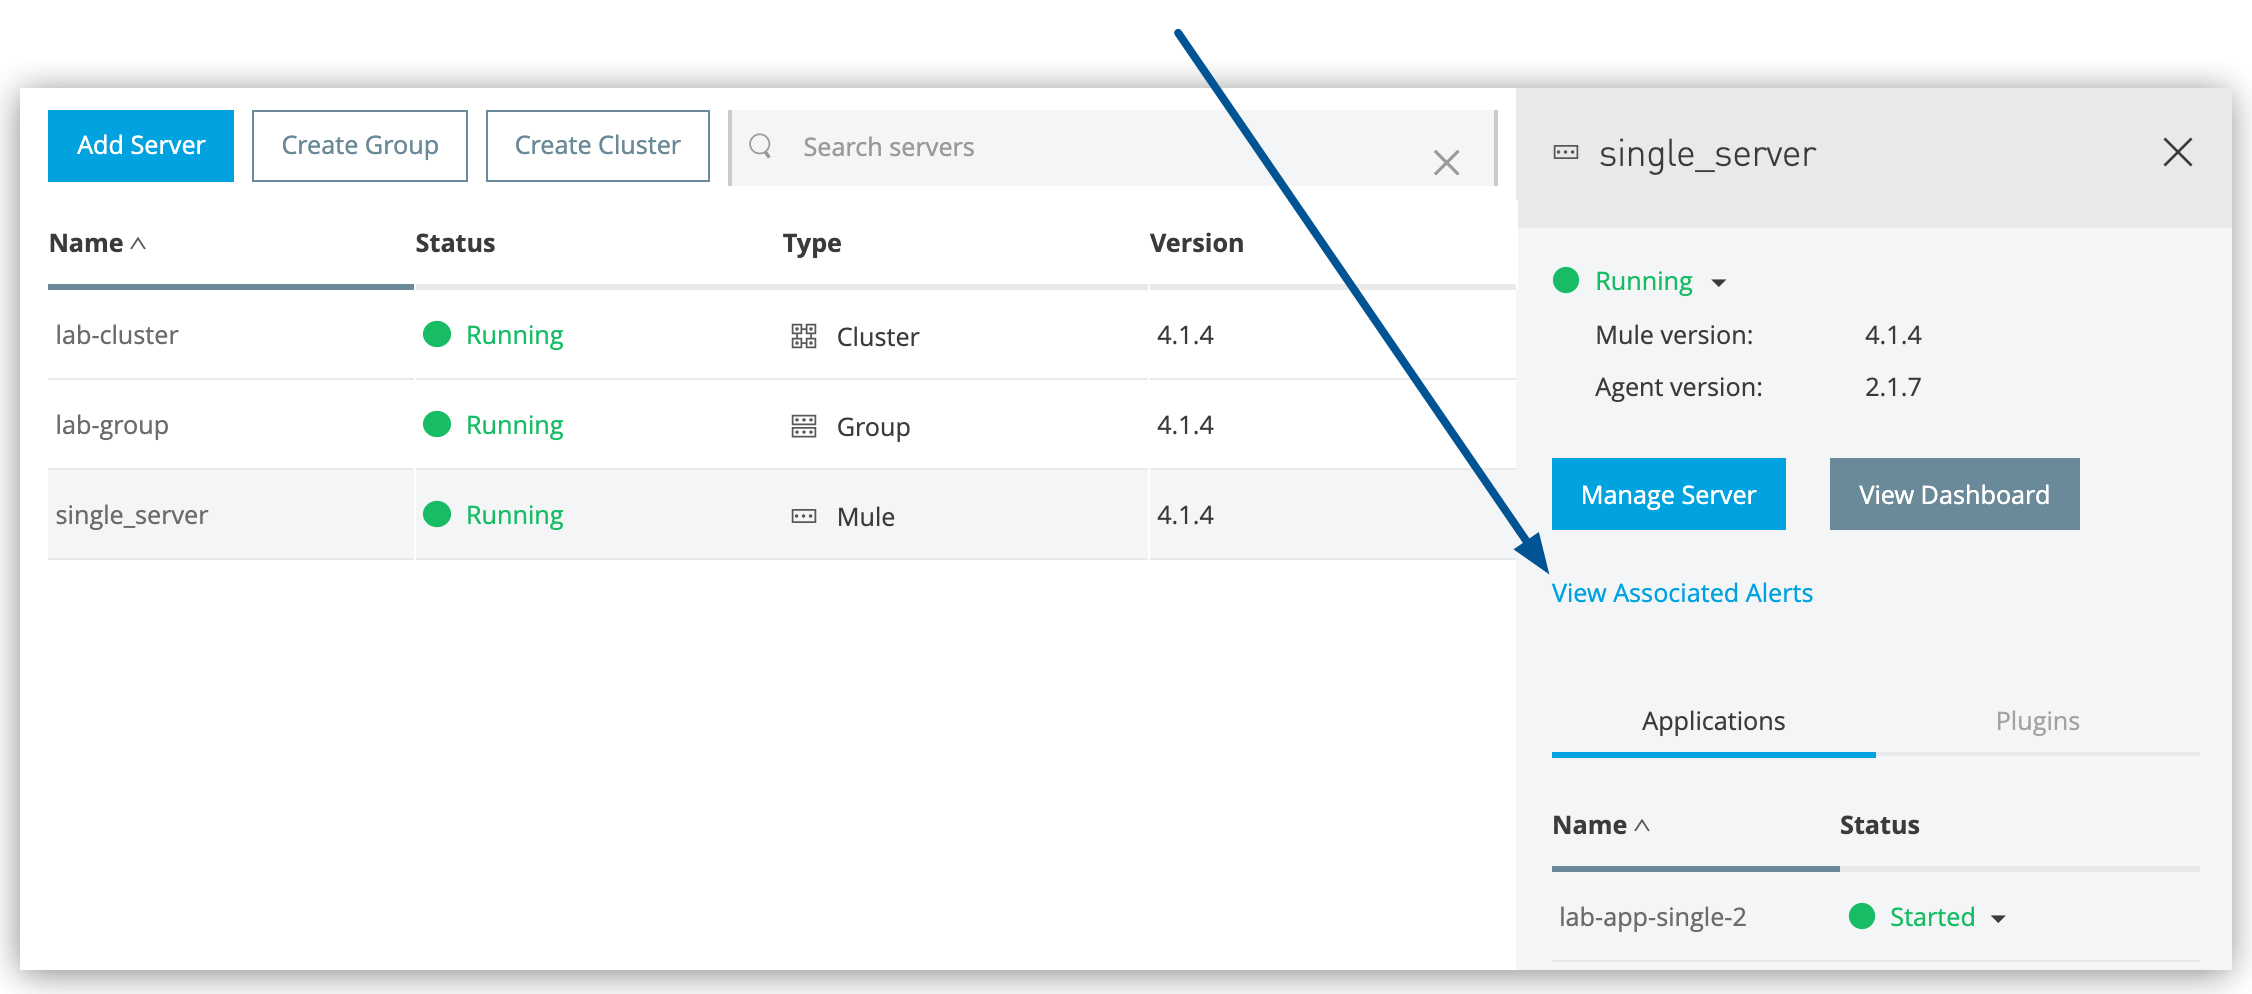 Add Server Create Group Create Cluster Search servers
Name Status Type Version
lab-cluster Running Cluster 4.1.4
lab-group Running Group 4.1.4
single_server Running Mule 4.1.4
single_server
Running
Mule version: 4.1.4
Agent version: 2.1.7
Manage Server View Dashboard
View Associated Alerts
Applications Plugins
Name Status
lab-app-single-2 Started